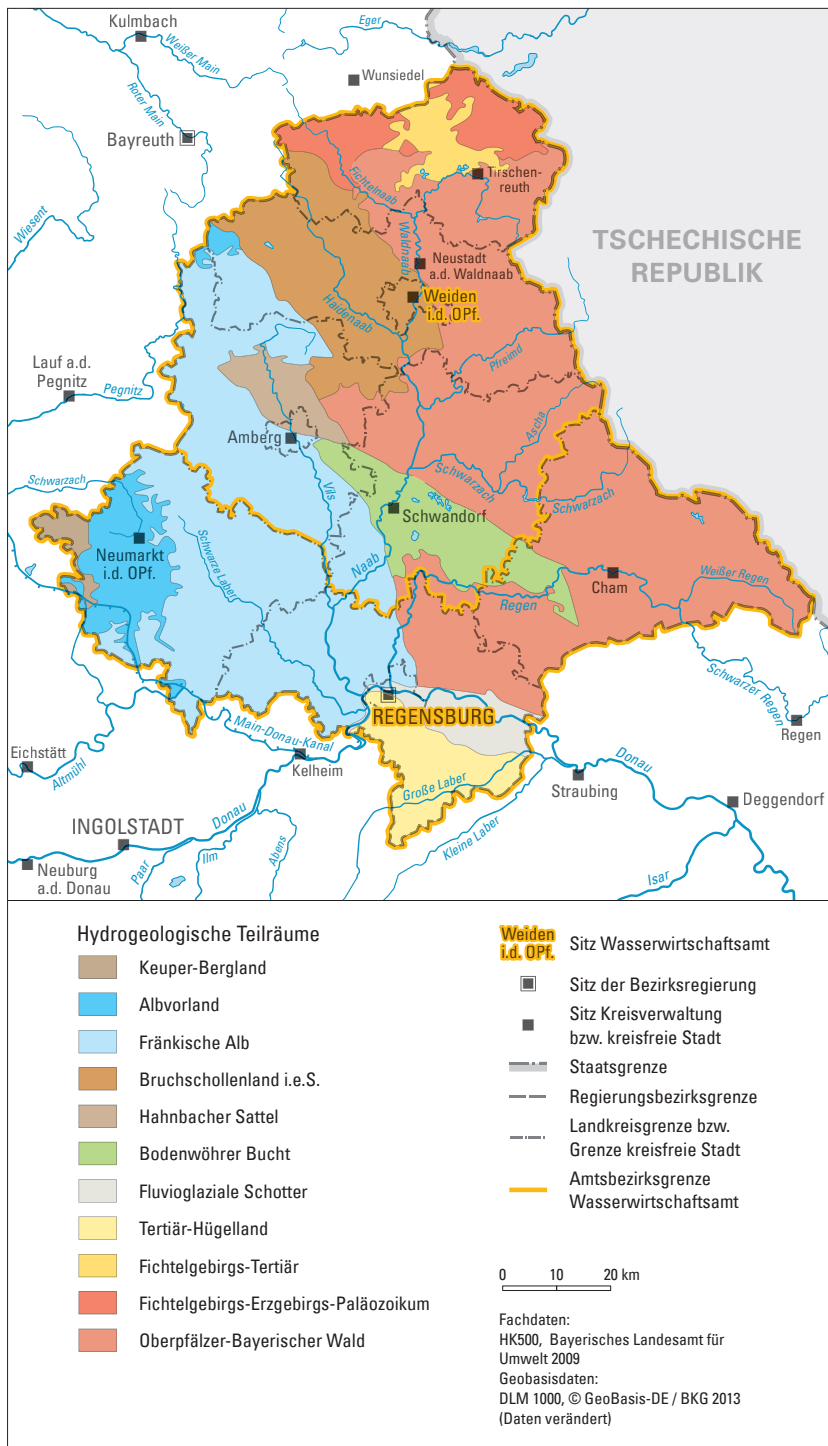 Kulmbach
Weißer Main
Eger
Wunsiedel
Roter Main
Bayreuth
Fichtelnaab
Tirschen-
reuth
Wiesent
Waldnaab
TSCHECHISCHE
REPUBLIK
Neustadt
a.d. Waldnaab
Weiden
i.d. OPf.
Haidenaab
Lauf a.d.
Pegnitz
Pegnitz
Pfreimd
Amberg
Ascha
Schwarzach
Schwarzach
Schwarzach
Vils
Schwandorf
Neumarkt
i.d. OPf.
Schwarze Laber
Naab
Cham
Weißer Regen
Regen
Schwarzer Regen
REGENSBURG
Regen
Main-Donau-Kanal
Eichstätt
Altmühl
Kelheim
Donau
Große Laber
Straubing
Donau
Deggendorf
INGOLSTADT
Kleine Laber
Neuburg
a.d. Donau
Paar
Ilm
Abens
Isar
Hydrogeologische Teilräume
Keuper-Bergland
Albvorland
Fränkische Alb
Bruchschollenland i.e.S.
Hahnbacher Sattel
Bodenwöhrer Bucht
Fluvioglaziale Schotter
Tertiär-Hügelland
Fichtelgebirgs-Tertiär
Fichtelgebirgs-Erzgebirgs-Paläozoikum
Oberpfälzer-Bayerischer Wald
Weiden
i.d. OPf.
Sitz Wasserwirtschaftsamt
Sitz der Bezirksregierung
Sitz Kreisverwaltung
bzw. kreisfreie Stadt
Staatsgrenze
Regierungsbezirksgrenze
Landkreisgrenze bzw.
Grenze kreisfreie Stadt
Amtsbezirksgrenze
Wasserwirtschaftsamt
0 10 20 km
Fachdaten:
HK500, Bayerisches Landesamt für
Umwelt 2009
Geobasisdaten:
DLM 1000, © GeoBasis-DE / BKG 2013
(Daten verändert)